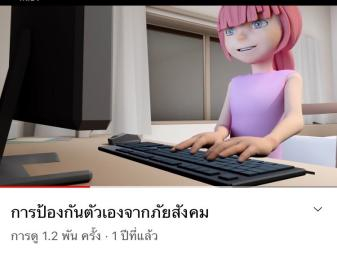 การป้องกันตัวเองจากภัยสังคม
การดู 1.2 พัน ครั้ง · 1 ปีที่แล้ว